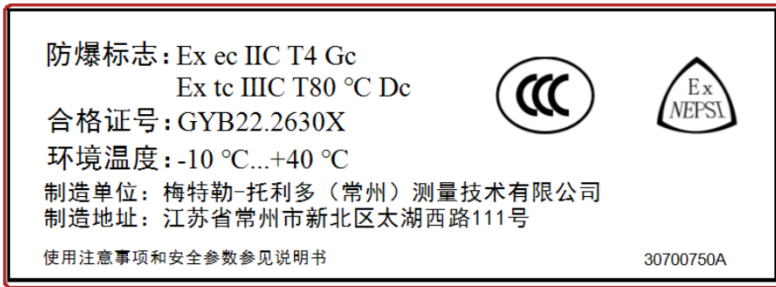 防爆标志:Ex ec IIC T4 Gc
Ex tc IIIC T80 ℃ Dc
CCC
Ex
NEPSI
合格证号:GYB22.2630X
环境温度:-10 ℃...+40 ℃
制造单位：梅特勒-托利多（常州）测量技术有限公司
制造地址：江苏省常州市新北区太湖西路111号
使用注意事项和安全参数参见说明书
30700750A